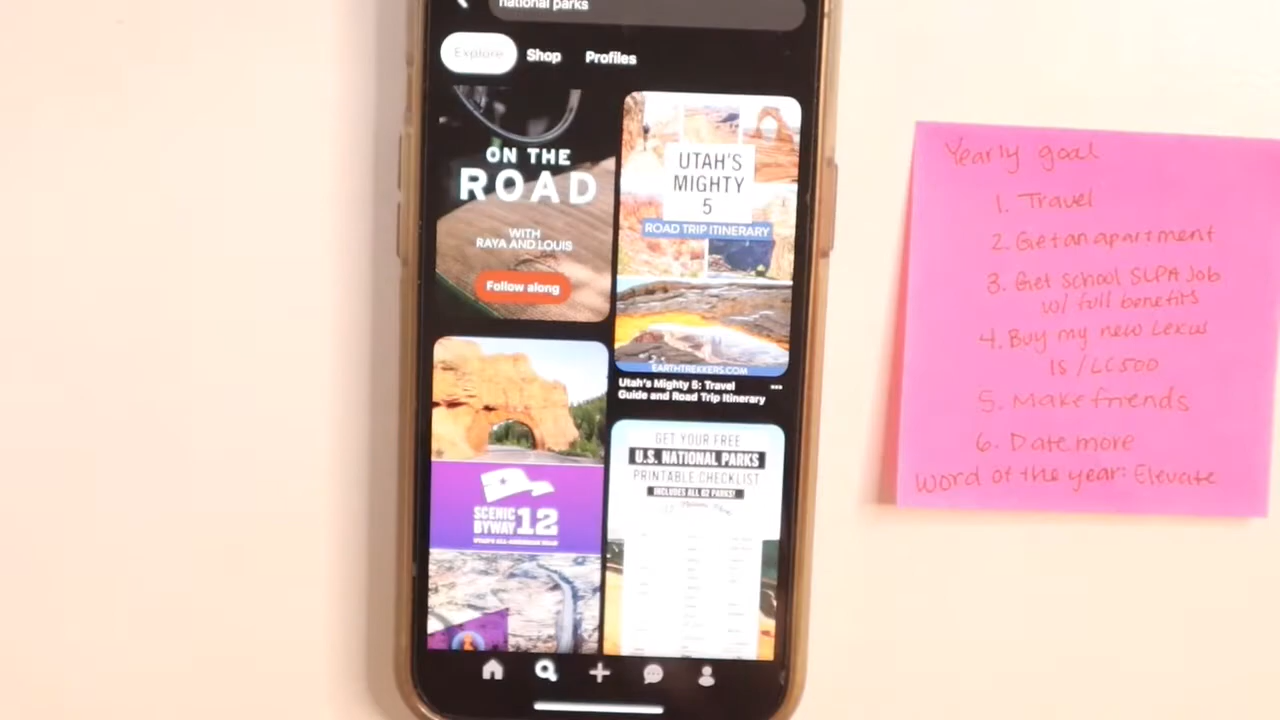 national parks
Explore
Shop
Profiles
ON THE
ROAD
WITH
RAYA AND LOUIS
Follow along
UTAH'S
MIGHTY
5
ROAD TRIP ITINERARY
EARTHTREKKERS.COM
Utah's Mighty 5: Travel
Guide and Road Trip Itinerary
SCENIC
BYWAY 12
UTAH'S ALL-AMERICAN ROAD
GET YOUR FREE
U.S. NATIONAL PARKS
PRINTABLE CHECKLIST
INCLUDES ALL 62 PARKS!
Yearly goal
1. Travel
2. Get an apartment
3. Get School SLPA Job
w/ full benefits
4. Buy my new Lexus
IS / LC500
5. Make friends
6. Date more
word of the year: Elevate